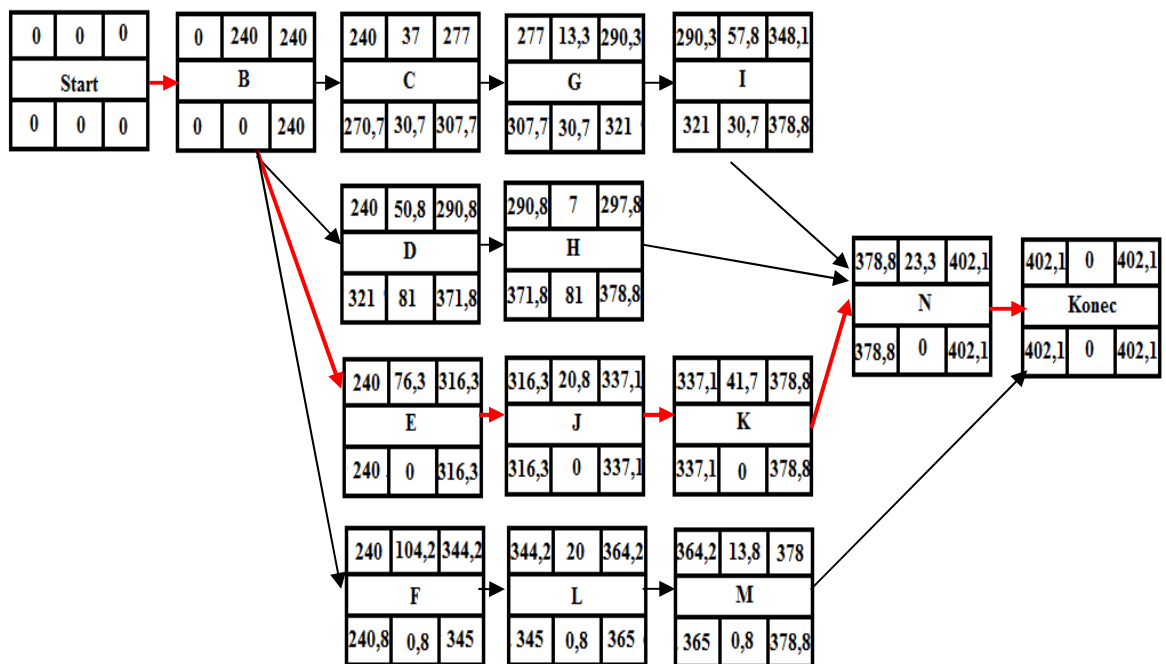 0 0 0
Start
0 0 0
0 240 240
B
0 0 240
240 37 277
C
270,7 30,7 307,7
277 13,3 290,3
G
307,7 30,7 321
290,3 57,8 348,1
I
321 30,7 378,8
240 50,8 290,8
D
321 81 371,8
290,8 7 297,8
H
371,8 81 378,8
378,8 23,3 402,1
N
378,8 0 402,1
402,1 0 402,1
Konec
402,1 0 402,1
240 76,3 316,3
E
240 0 316,3
316,3 20,8 337,1
J
316,3 0 337,1
337,1 41,7 378,8
K
337,1 0 378,8
240 104,2 344,2
F
240,8 0,8 345
344,2 20 364,2
L
345 0,8 365
364,2 13,8 378
M
365 0,8 378,8